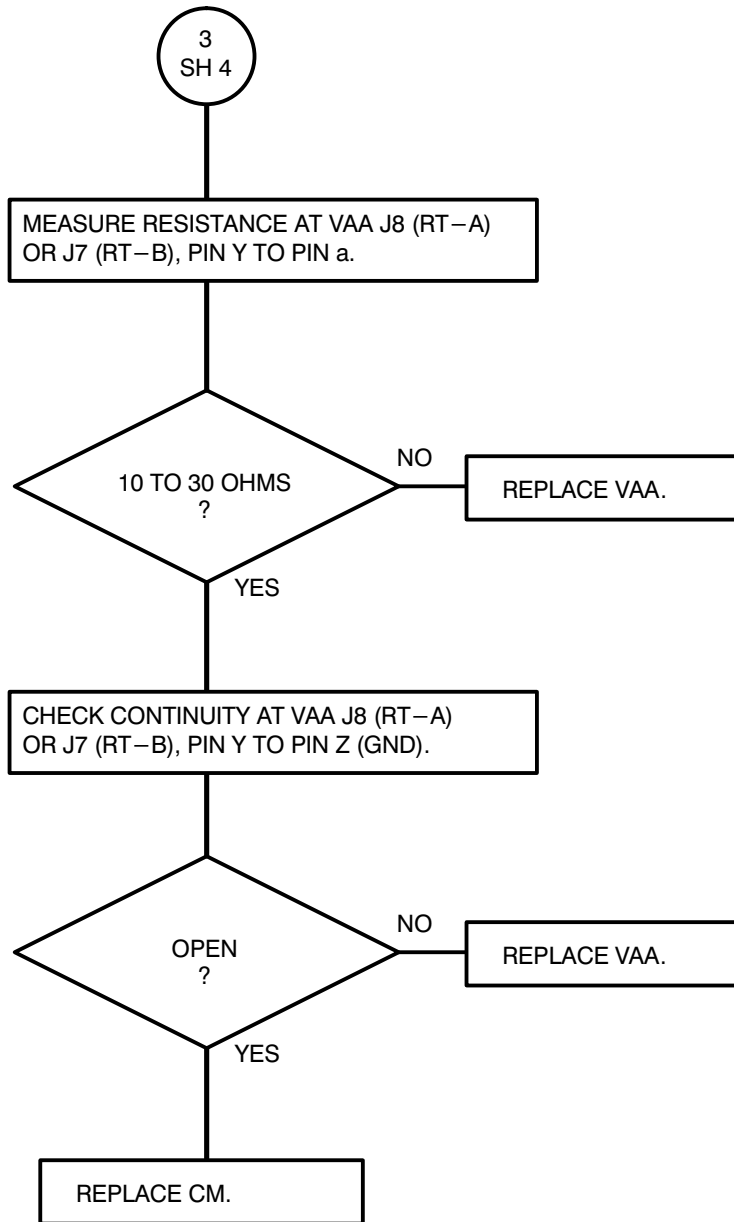 3
SH 4
MEASURE RESISTANCE AT VAA J8 (RT−A)
OR J7 (RT−B), PIN Y TO PIN a.
10 TO 30 OHMS
?
NO
REPLACE VAA.
YES
CHECK CONTINUITY AT VAA J8 (RT−A)
OR J7 (RT−B), PIN Y TO PIN Z (GND).
OPEN
?
NO
REPLACE VAA.
YES
REPLACE CM.